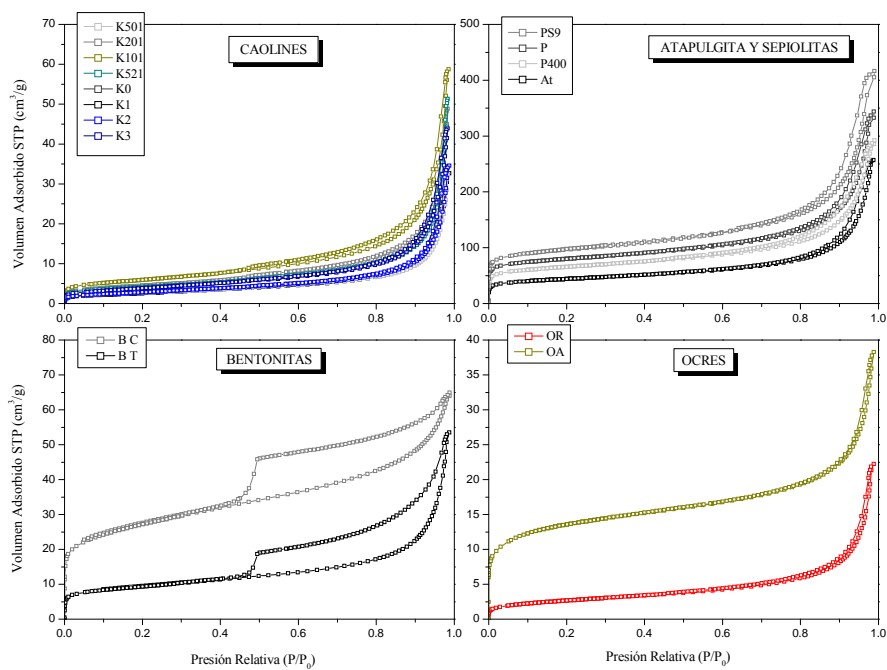 CAOLINES
K501
K201
K101
K521
K0
K1
K2
K3
70
60
50
40
30
20
10
0
0.0 0.2 0.4 0.6 0.8 1.0
Volumen Adsorbido STP (cm³/g)
ATAPULGITA Y SEPIOLITAS
PS9
P
P400
At
500
400
300
200
100
0
0.0 0.2 0.4 0.6 0.8 1.0
BENTONITAS
B C
B T
80
70
60
50
40
30
20
10
0
0.0 0.2 0.4 0.6 0.8 1.0
Volumen Adsorbido STP (cm³/g)
Presión Relativa (P/P₀)
OCRES
OR
OA
40
35
30
25
20
15
10
5
0
0.0 0.2 0.4 0.6 0.8 1.0
Presión Relativa (P/P₀)